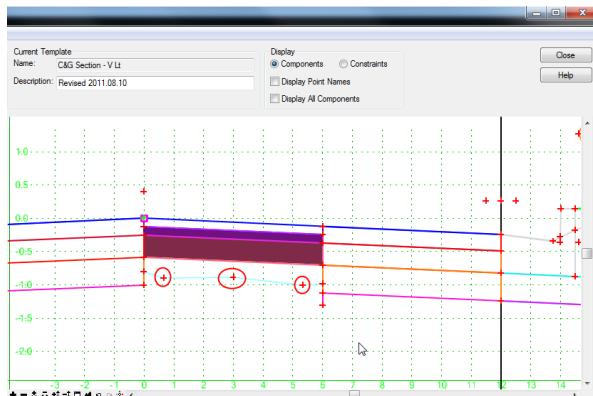 Current Template
Display
Name: C&G Section - V Lt
Components Constraints
Close
Description: Revised 2011.08.10
Display Point Names
Help
Display All Components
1.0
0.5
0.0
-0.5
-1.0
-1.5
-2.0
-3 -2 -1 0 1 2 3 4 5 6 7 8 9 10 11 12 13 14